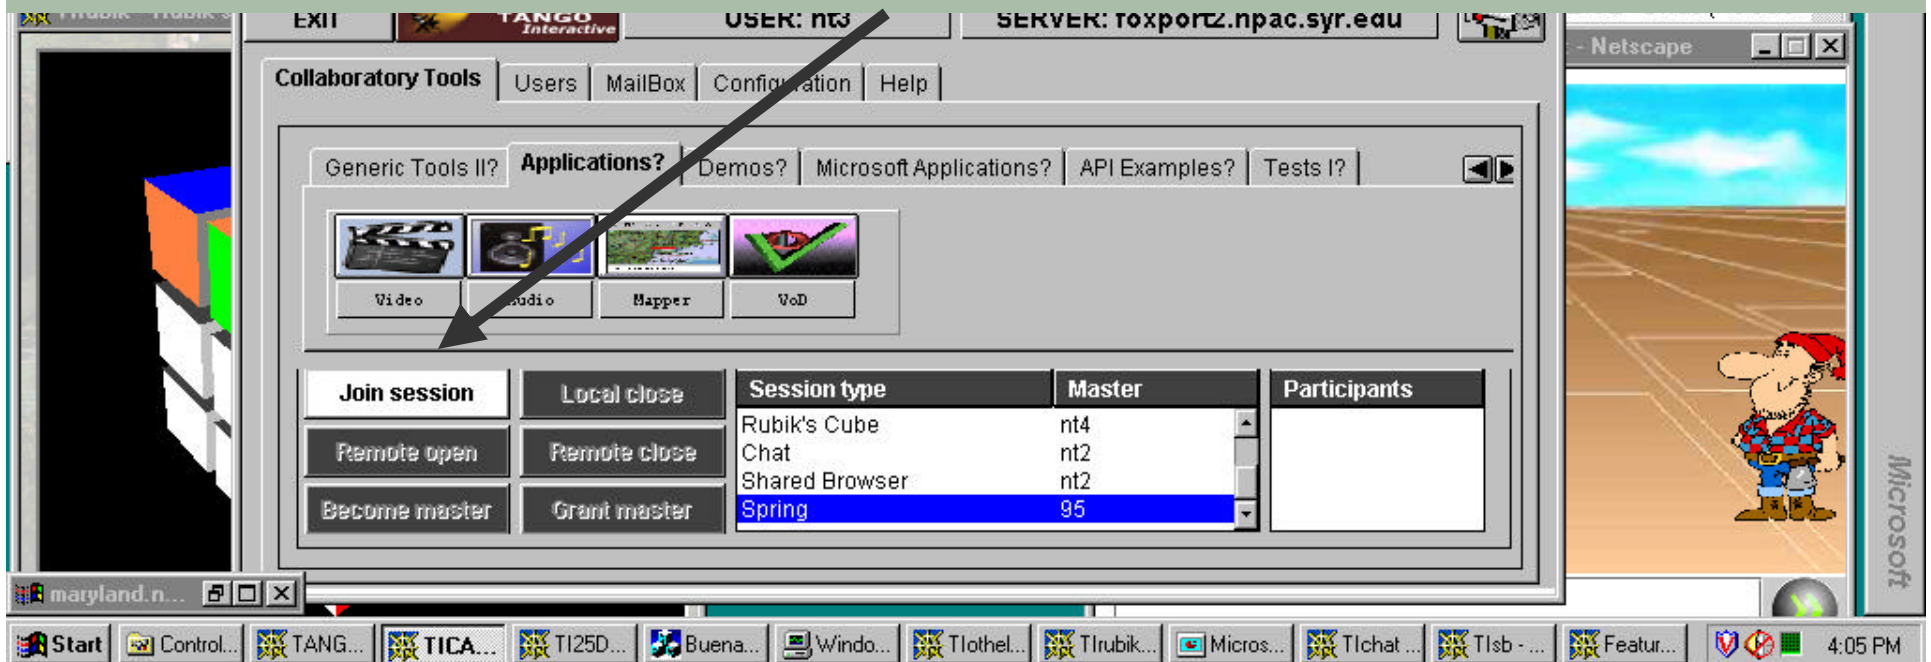 EXIT
TANGO
Interactive
USER: nt3
SERVER: foxport2.npac.syr.edu
- Netscape
Collaboratory Tools
Users
MailBox
Configuration
Help
Generic Tools II?
Applications?
Demos?
Microsoft Applications?
API Examples?
Tests I?
Video
Audio
Mapper
VoD
Join session
Local close
Remote open
Remote close
Become master
Grant master
Session type Master
Rubik's Cube nt4
Chat nt2
Shared Browser nt2
Spring 95
Participants
Microsoft
maryland.n...
Start
Control...
TANG...
TICA...
TI25D...
Buena...
Windo...
TIothel...
TIrubik...
Micros...
TIchat ...
TIsb - ...
Featur...
4:05 PM